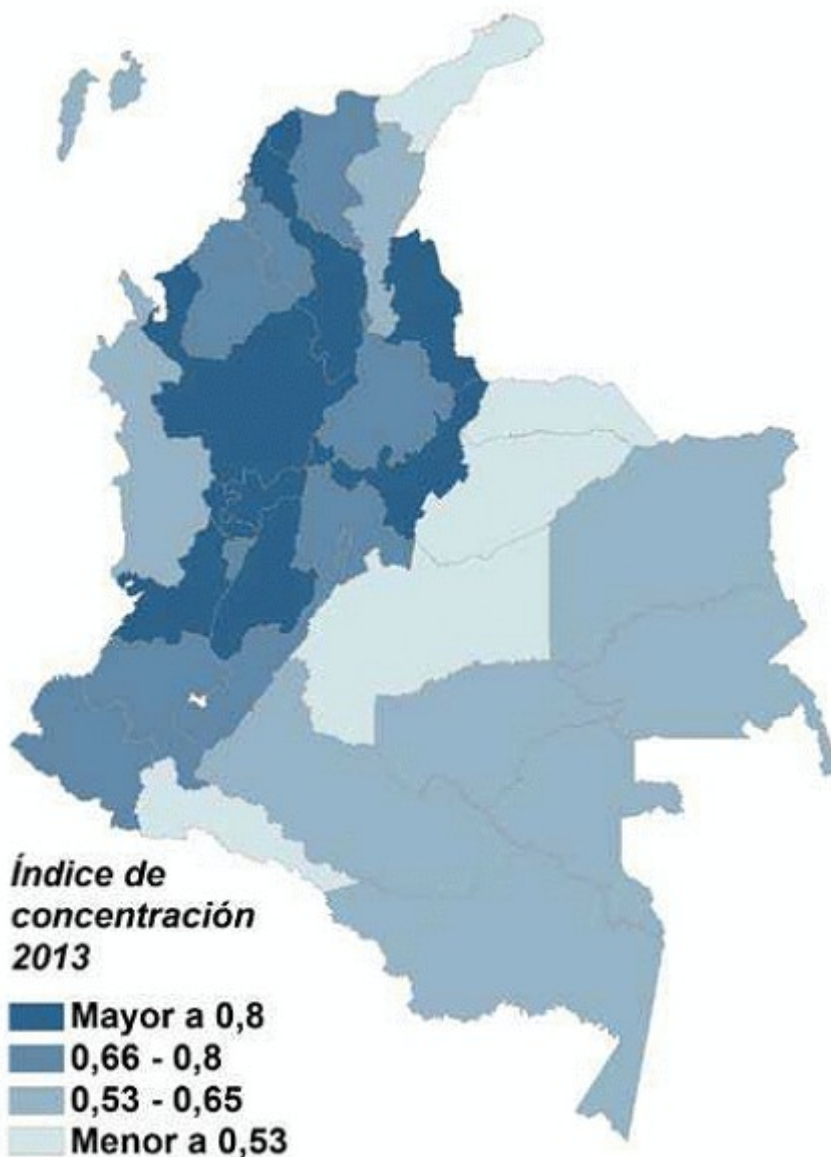 Índice de
concentración
2013
Mayor a 0,8
0,66 - 0,8
0,53 - 0,65
Menor a 0,53